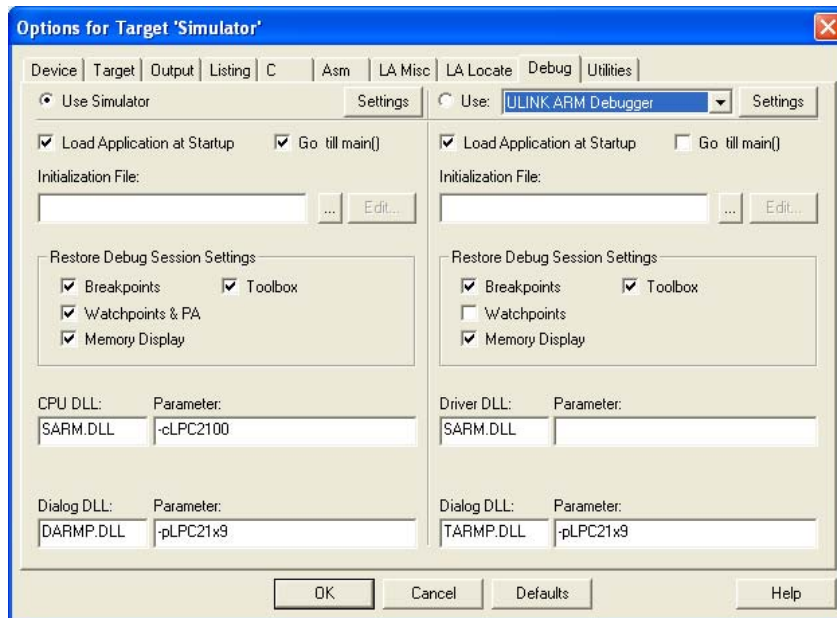 Options for Target 'Simulator'
Device Target Output Listing C Asm LA Misc LA Locate Debug Utilities
Use Simulator Settings Use: ULINK ARM Debugger Settings
Load Application at Startup Go till main() Load Application at Startup Go till main()
Initialization File: Initialization File:
... Edit... ... Edit...
Restore Debug Session Settings Restore Debug Session Settings
Breakpoints Toolbox Breakpoints Toolbox
Watchpoints & PA Watchpoints
Memory Display Memory Display
CPU DLL: Parameter: Driver DLL: Parameter:
SARM.DLL -cLPC2100 SARM.DLL
Dialog DLL: Parameter: Dialog DLL: Parameter:
DARMP.DLL -pLPC21x9 TARMP.DLL -pLPC21x9
OK Cancel Defaults Help